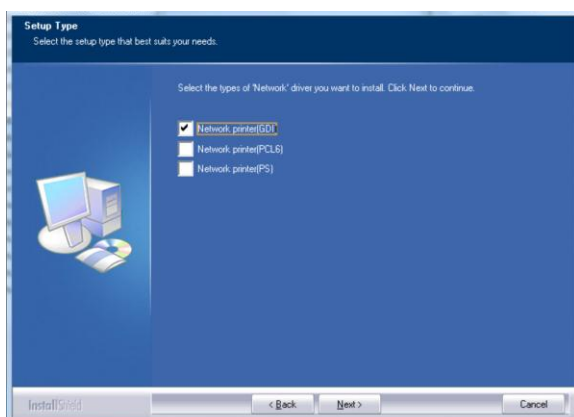 Setup Type
Select the setup type that best suits your needs.
Select the types of 'Network' driver you want to install. Click Next to continue.
Network printer(GDI)
Network printer(PCL6)
Network printer(PS)
InstallShield
< Back
Next >
Cancel